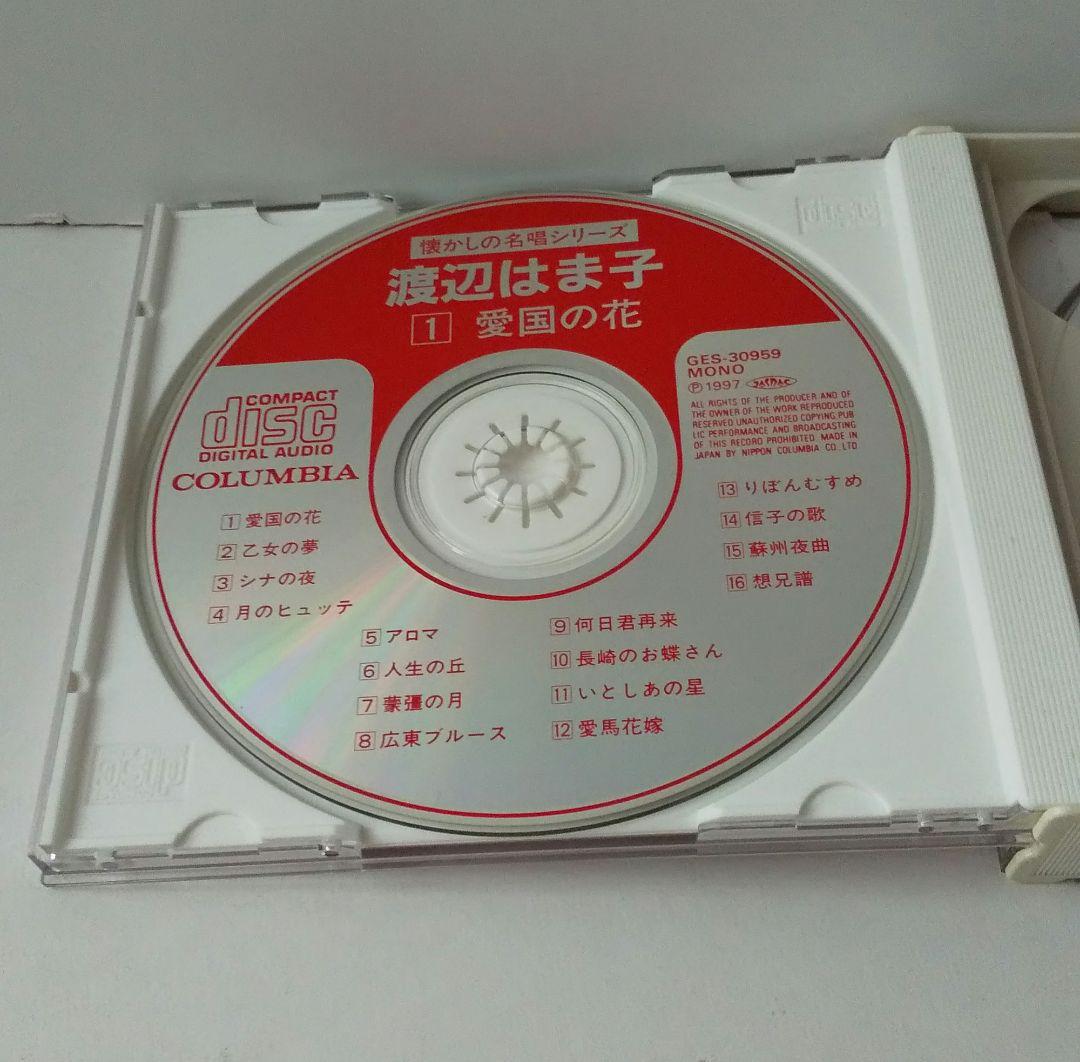 懐かしの名唱シリーズ
渡辺はま子
1 愛国の花
GES-30959
MONO
Ⓟ1997 JASRAC
ALL RIGHTS OF THE PRODUCER AND OF
THE OWNER OF THE WORK REPRODUCED
RESERVED UNAUTHORIZED COPYING PUB
LIC PERFORMANCE AND BROADCASTING
OF THIS RECORD PROHIBITED. MADE IN
JAPAN BY NIPPON COLUMBIA CO. LTD
COMPACT
disc
DIGITAL AUDIO
COLUMBIA
1 愛国の花
2 乙女の夢
3 シナの夜
4 月のヒュッテ
5 アロマ
6 人生の丘
7 蒙彊の月
8 広東ブルース
9 何日君再来
10 長崎のお蝶さん
11 いとしあの星
12 愛馬花嫁
13 りぼんむすめ
14 信子の歌
15 蘇州夜曲
16 想兄譜
disc
disc